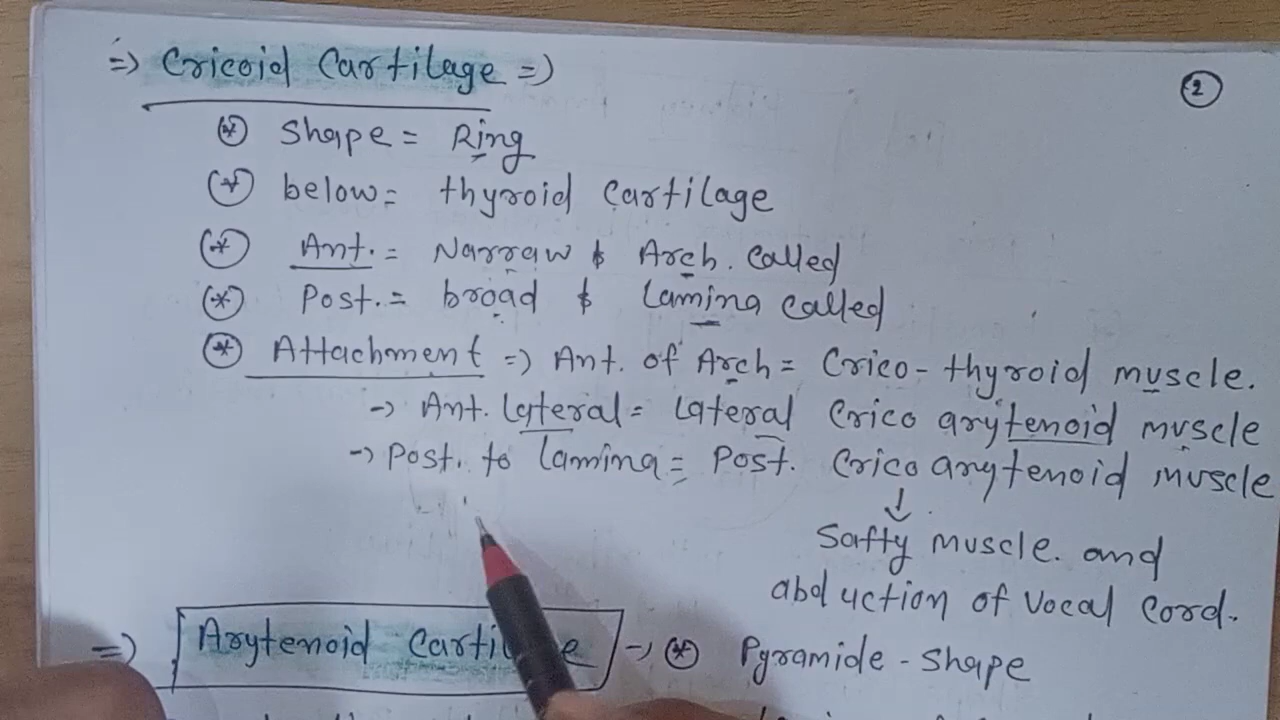 => Cricoid Cartilage =>
2
* Shape = Ring
* below = thyroid Cartilage
* Ant. = Narraw & Arch. Called
* Post. = broad & Lamina Called
* Attachment => Ant. of Arch = Crico-thyroid muscle.
-> Ant. Lateral = Lateral Crico arytenoid muscle
-> Post. to Lamina = Post. Crico arytenoid muscle
↓
Safty muscle. and
abduction of Vocal Cord.
=> Arytenoid -> * Pyramide-Shape